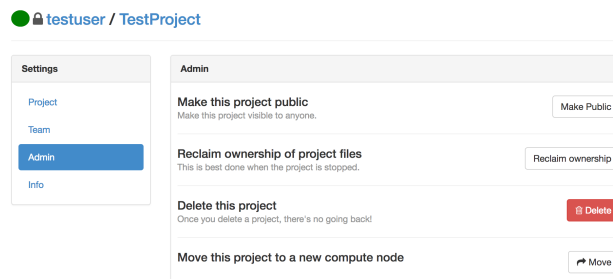 testuser / TestProject
Settings
Project
Team
Admin
Info
Admin
Make this project public
Make this project visible to anyone.
Make Public
Reclaim ownership of project files
This is best done when the project is stopped.
Reclaim ownership
Delete this project
Once you delete a project, there's no going back!
Delete
Move this project to a new compute node
Move